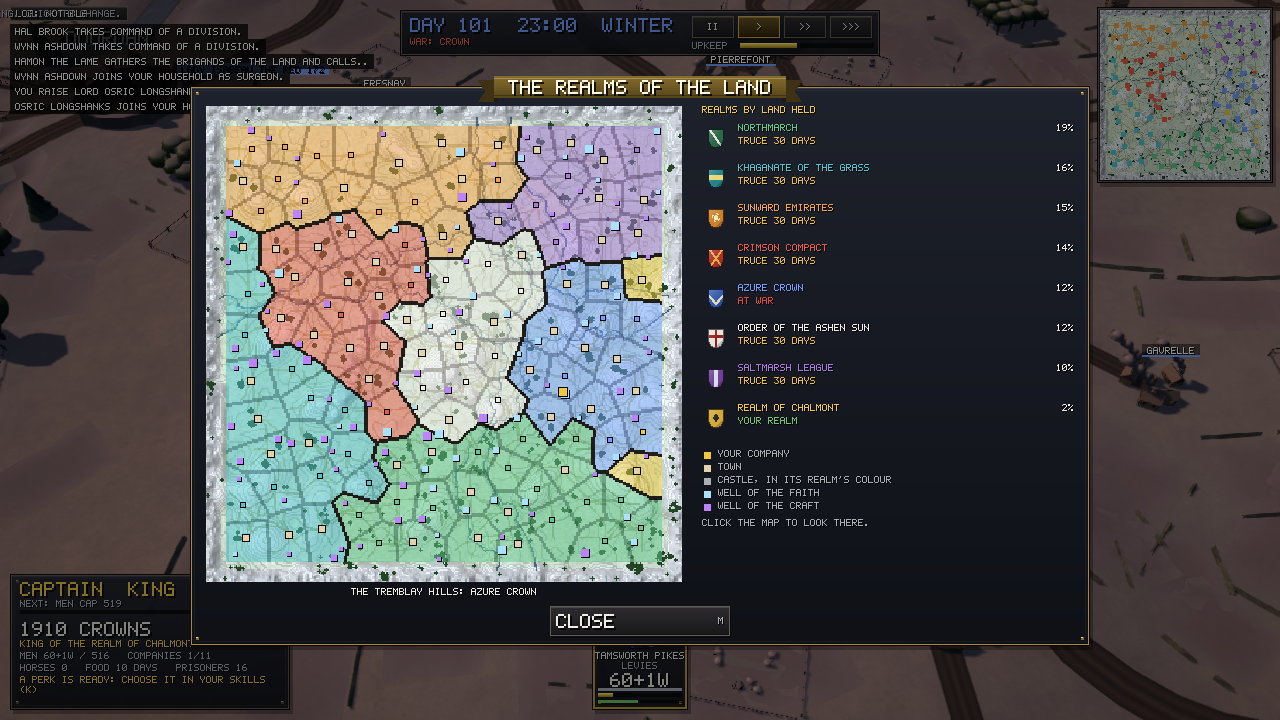 LOG: NOTABLE CHANGE.
HAL BROOK TAKES COMMAND OF A DIVISION.
WYNN ASHDOWN TAKES COMMAND OF A DIVISION.
HAMON THE LAME GATHERS THE BRIGANDS OF THE LAND AND CALLS..
WYNN ASHDOWN JOINS YOUR HOUSEHOLD AS SURGEON.
YOU RAISE LORD OSRIC LONGSHAN
OSRIC LONGSHANKS JOINS YOUR H
DAY 101 23:00 WINTER
WAR: CROWN
II > >> >>>
UPKEEP
PIERREFONT
FRESNAY
THE REALMS OF THE LAND
REALMS BY LAND HELD
NORTHMARCH 19%
TRUCE 30 DAYS
KHAGANATE OF THE GRASS 16%
TRUCE 30 DAYS
SUNWARD EMIRATES 15%
TRUCE 30 DAYS
CRIMSON COMPACT 14%
TRUCE 30 DAYS
AZURE CROWN 12%
AT WAR
ORDER OF THE ASHEN SUN 12%
TRUCE 30 DAYS
SALTMARSH LEAGUE 10%
TRUCE 30 DAYS
REALM OF CHALMONT 2%
YOUR REALM
YOUR COMPANY
TOWN
CASTLE, IN ITS REALM'S COLOUR
WELL OF THE FAITH
WELL OF THE CRAFT
CLICK THE MAP TO LOOK THERE.
THE TREMBLAY HILLS: AZURE CROWN
CLOSE M
GAVRELLE
CAPTAIN KING
NEXT: MEN CAP 519
1910 CROWNS
KING OF THE REALM OF CHALMONT
MEN 60+1W / 516 COMPANIES 1/11
HORSES 0 FOOD 10 DAYS PRISONERS 16
A PERK IS READY: CHOOSE IT IN YOUR SKILLS
(K)
TAMSWORTH PIKES
LEVIES
60+1W